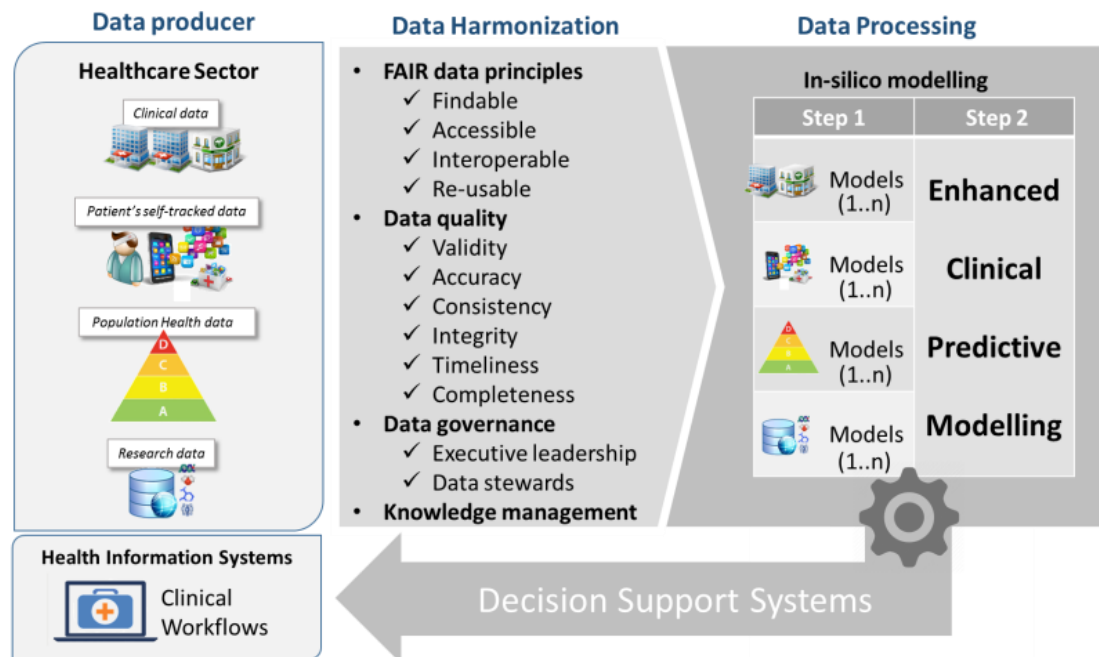 Data producer
Healthcare Sector
Clinical data
Patient's self-tracked data
Population Health data
D
C
B
A
Research data
Health Information Systems
Clinical
Workflows
Data Harmonization
• FAIR data principles
✓ Findable
✓ Accessible
✓ Interoperable
✓ Re-usable
• Data quality
✓ Validity
✓ Accuracy
✓ Consistency
✓ Integrity
✓ Timeliness
✓ Completeness
• Data governance
✓ Executive leadership
✓ Data stewards
• Knowledge management
Data Processing
In-silico modelling
Step 1
Step 2
Models
(1..n)
Models
(1..n)
D
C
B
A
Models
(1..n)
Models
(1..n)
Enhanced
Clinical
Predictive
Modelling
Decision Support Systems